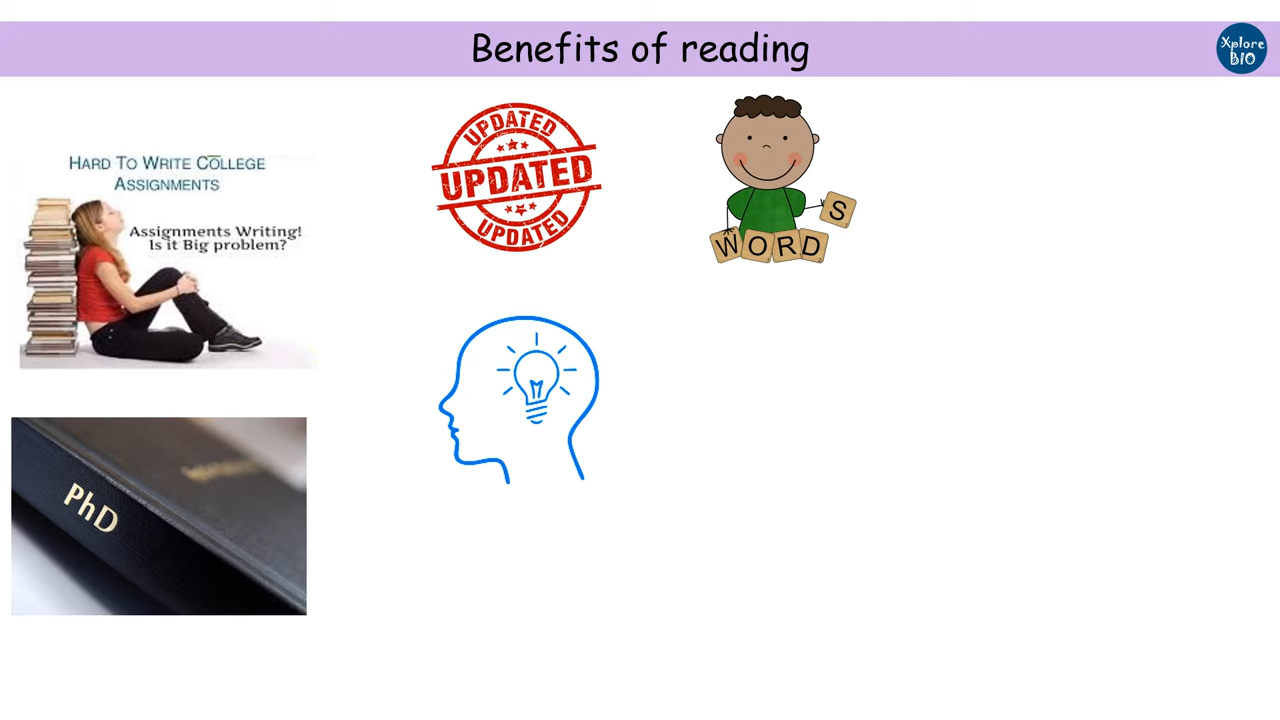 Benefits of reading
Xplore
BIO
HARD TO WRITE COLLEGE
ASSIGNMENTS
Assignments Writing!
Is it Big problem?
UPDATED
UPDATED
UPDATED
S
WORD
PhD